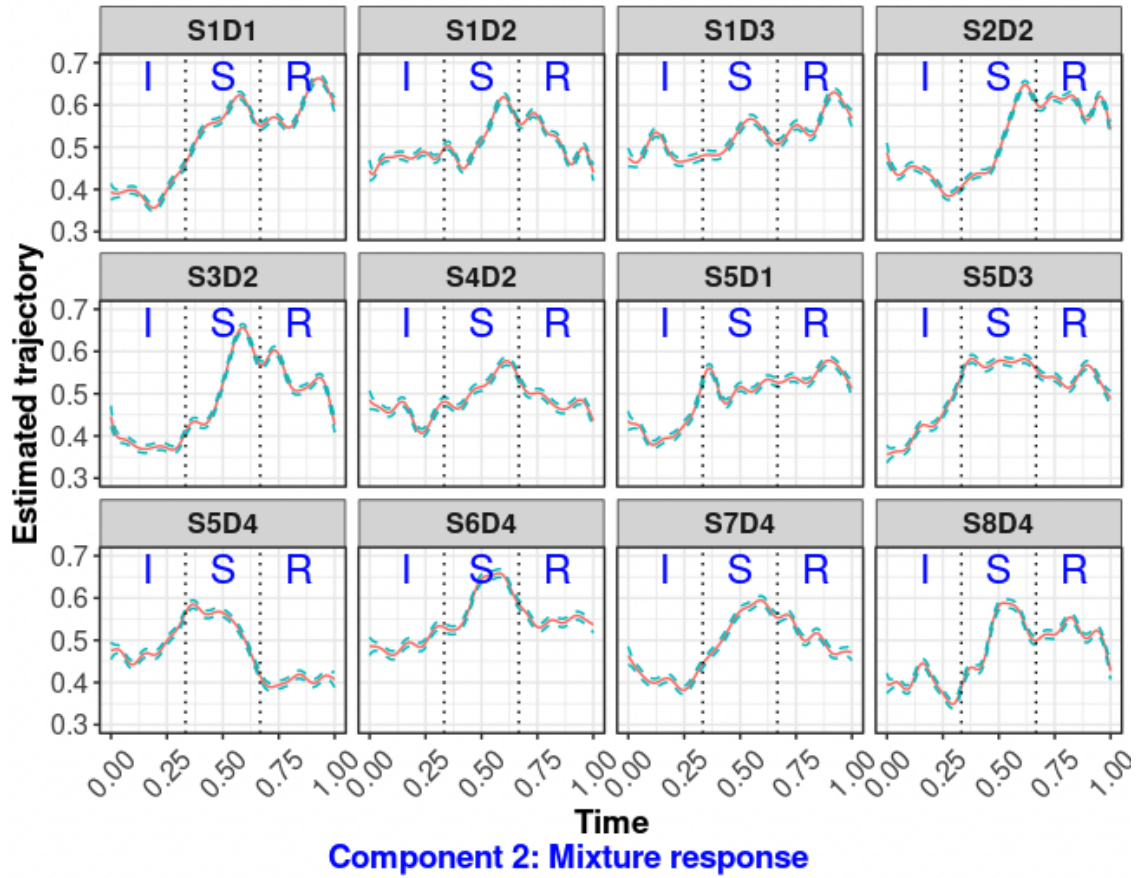 S1D1 S1D2 S1D3 S2D2
I S R I S R I S R I S R
0.7
0.6
0.5
0.4
0.3
S3D2 S4D2 S5D1 S5D3
I S R I S R I S R I S R
0.7
0.6
0.5
0.4
0.3
S5D4 S6D4 S7D4 S8D4
I S R I S R I S R I S R
0.7
0.6
0.5
0.4
0.3
Estimated trajectory
0.00 0.25 0.50 0.75 1.00 0.00 0.25 0.50 0.75 1.00 0.00 0.25 0.50 0.75 1.00 0.00 0.25 0.50 0.75 1.00
Time
Component 2: Mixture response